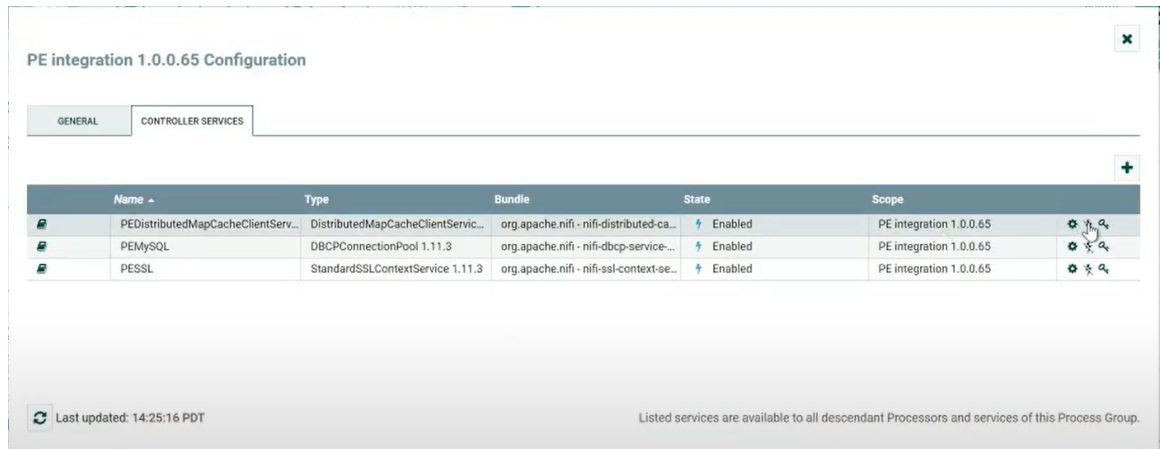 PE integration 1.0.0.65 Configuration
GENERAL CONTROLLER SERVICES
Name Type Bundle State Scope
PEDistributedMapCacheClientServ... DistributedMapCacheClientServic... org.apache.nifi - nifi-distributed-ca... Enabled PE integration 1.0.0.65
PEMySQL DBCPConnectionPool 1.11.3 org.apache.nifi - nifi-dbcp-service-... Enabled PE integration 1.0.0.65
PESSL StandardSSLContextService 1.11.3 org.apache.nifi - nifi-ssl-context-se... Enabled PE integration 1.0.0.65
Last updated: 14:25:16 PDT Listed services are available to all descendant Processors and services of this Process Group.